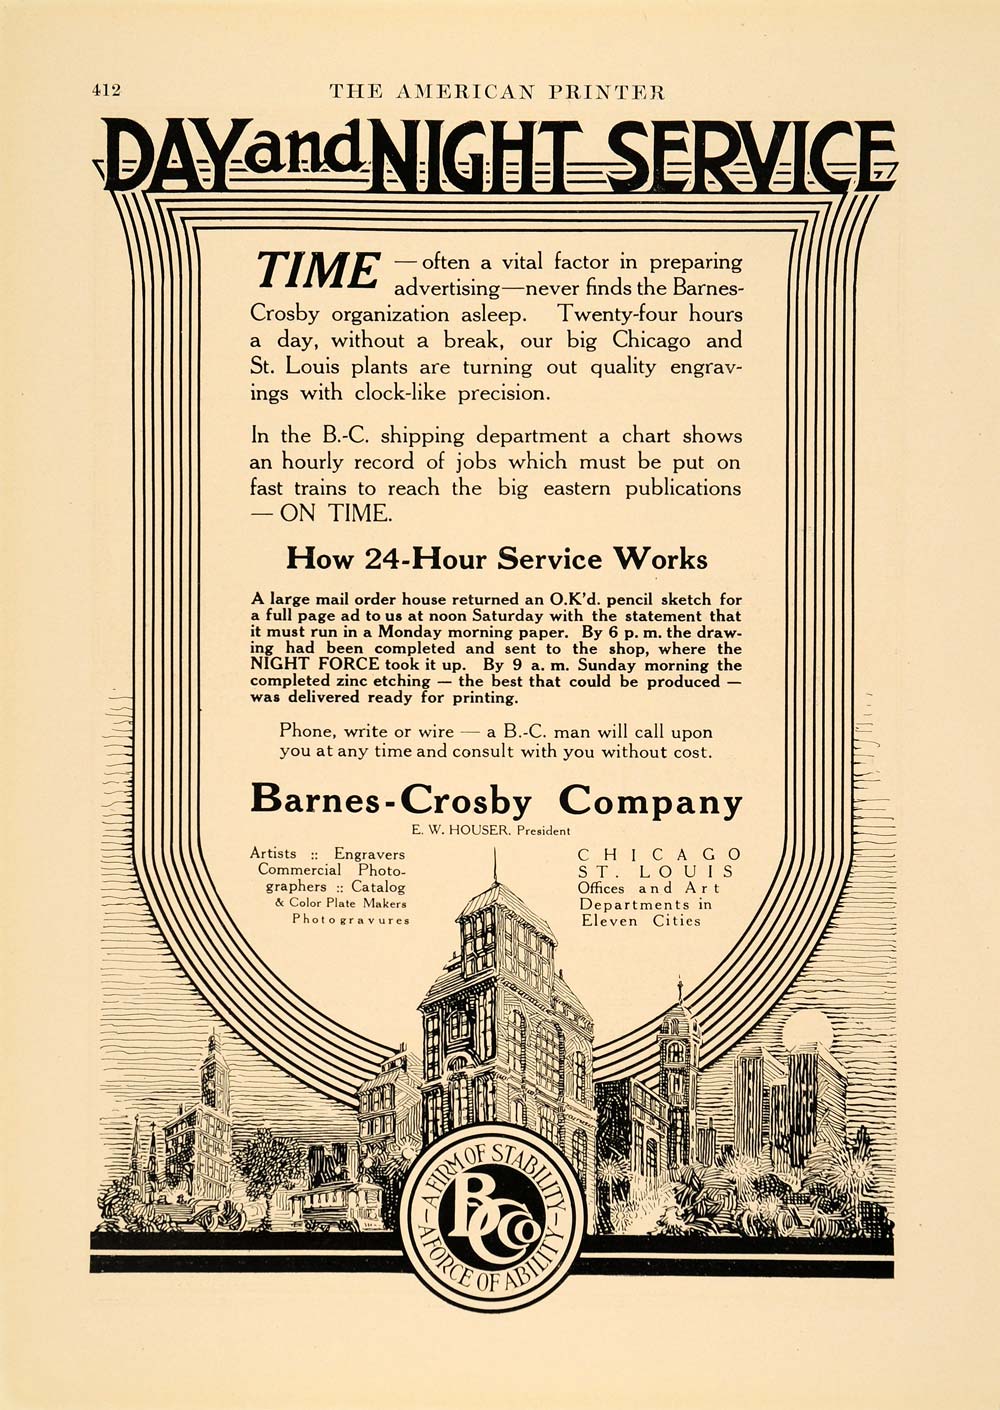 412
THE AMERICAN PRINTER
DAY and NIGHT SERVICE
TIME — often a vital factor in preparing
advertising—never finds the Barnes-
Crosby organization asleep. Twenty-four hours
a day, without a break, our big Chicago and
St. Louis plants are turning out quality engrav-
ings with clock-like precision.
In the B.-C. shipping department a chart shows
an hourly record of jobs which must be put on
fast trains to reach the big eastern publications
— ON TIME.
How 24-Hour Service Works
A large mail order house returned an O.K'd. pencil sketch for
a full page ad to us at noon Saturday with the statement that
it must run in a Monday morning paper. By 6 p. m. the draw-
ing had been completed and sent to the shop, where the
NIGHT FORCE took it up. By 9 a. m. Sunday morning the
completed zinc etching — the best that could be produced —
was delivered ready for printing.
Phone, write or wire — a B.-C. man will call upon
you at any time and consult with you without cost.
Barnes-Crosby Company
E. W. HOUSER, President
Artists :: Engravers
Commercial Photo-
graphers :: Catalog
& Color Plate Makers
Photogravures
CHICAGO
ST. LOUIS
Offices and Art
Departments in
Eleven Cities
A FIRM OF STABILITY
BCCo
A FORCE OF ABILITY